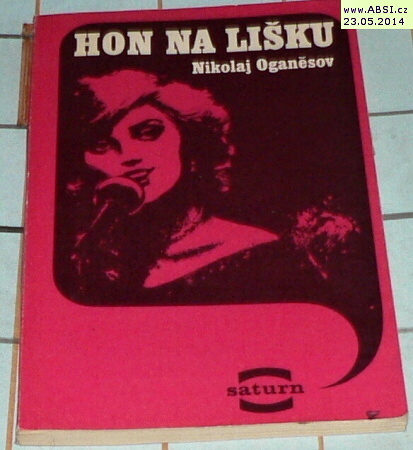 www.ABSI.cz
23.05.2014
HON NA LIŠKU
Nikolaj Oganěsov
saturn